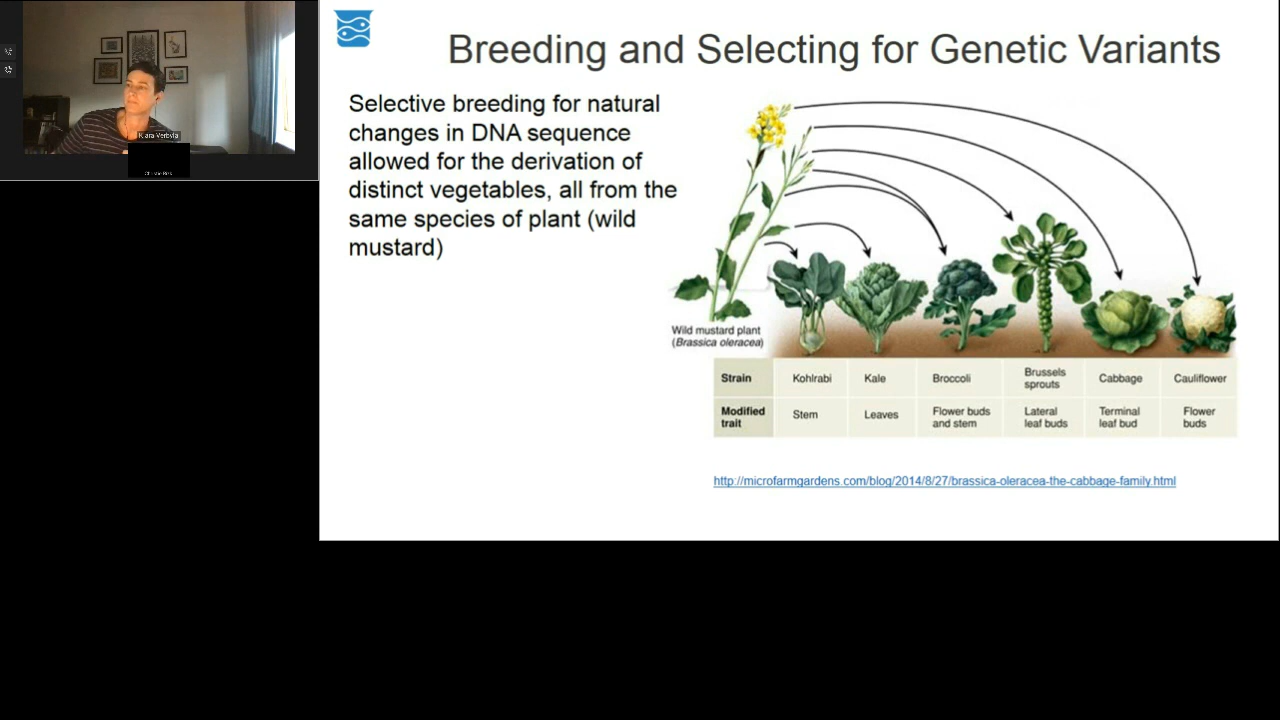 Breeding and Selecting for Genetic Variants
Selective breeding for natural
changes in DNA sequence
allowed for the derivation of
distinct vegetables, all from the
same species of plant (wild
mustard)
Wild mustard plant
(Brassica oleracea)
Strain Kohlrabi Kale Broccoli Brussels sprouts Cabbage Cauliflower
Modified trait Stem Leaves Flower buds and stem Lateral leaf buds Terminal leaf bud Flower buds
http://microfarmgardens.com/blog/2014/8/27/brassica-oleracea-the-cabbage-family.html
Kiara Verbyla